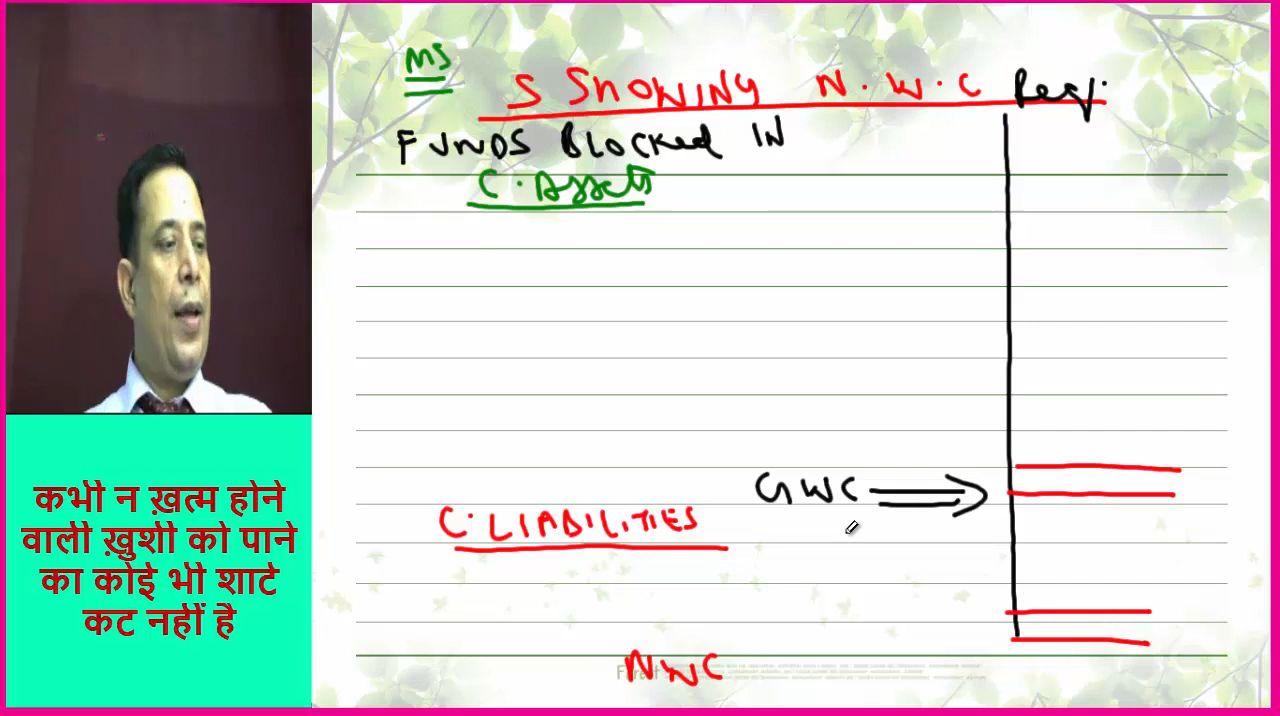 MS
S SHOWING N.W.C Req.
FUNDS BLOCKED IN
C. Assets
GWC
C. LIABILITIES
NWC
कभी न ख़त्म होने
वाली ख़ुशी को पाने
का कोई भी शार्ट
कट नहीं है